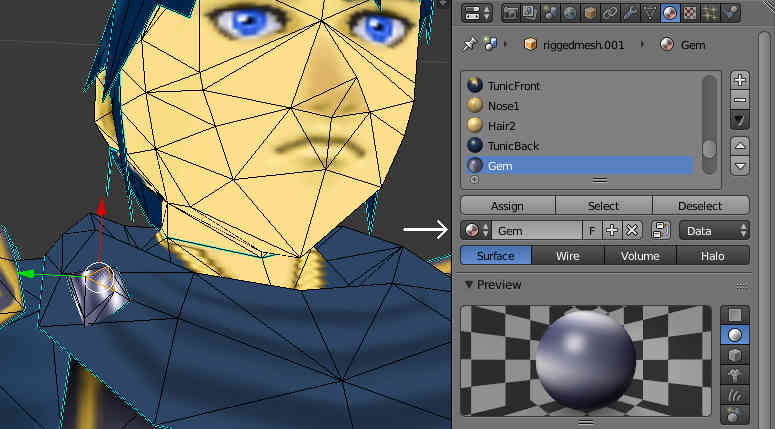 riggedmesh.001 Gem
TunicFront
Nose1
Hair2
TunicBack
Gem
Assign Select Deselect
Gem F Data
Surface Wire Volume Halo
Preview